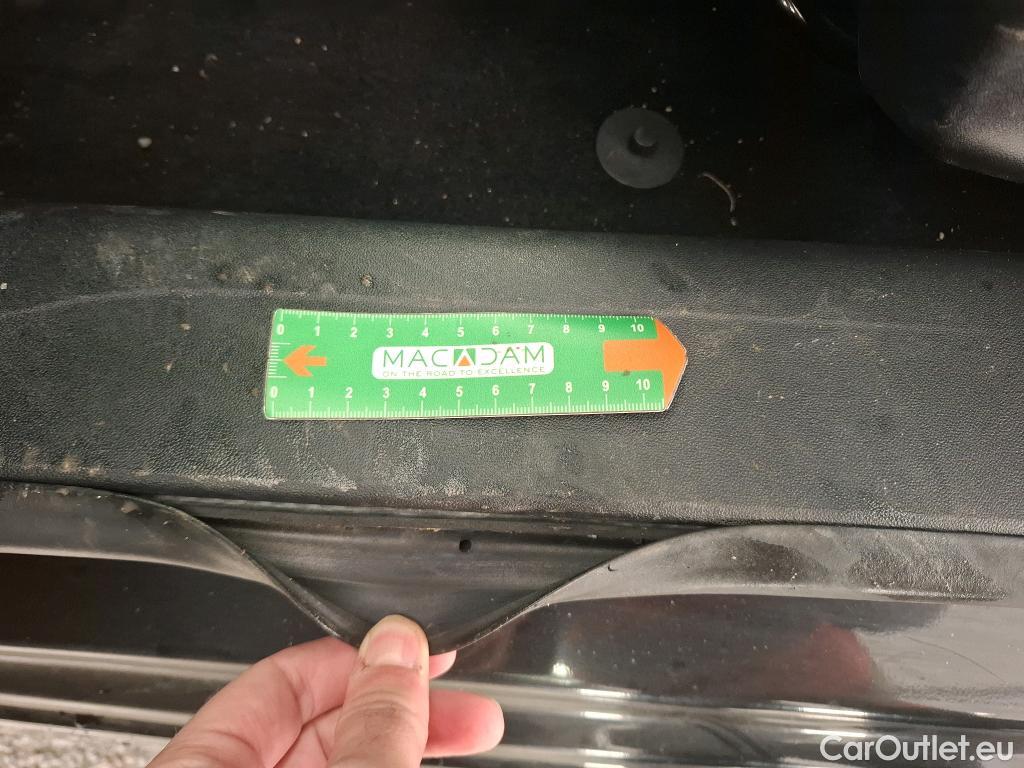 0 1 2 3 4 5 6 7 8 9 10
MACADAM
ON THE ROAD TO EXCELLENCE
0 1 2 3 4 5 6 7 8 9 10
CarOutlet.eu